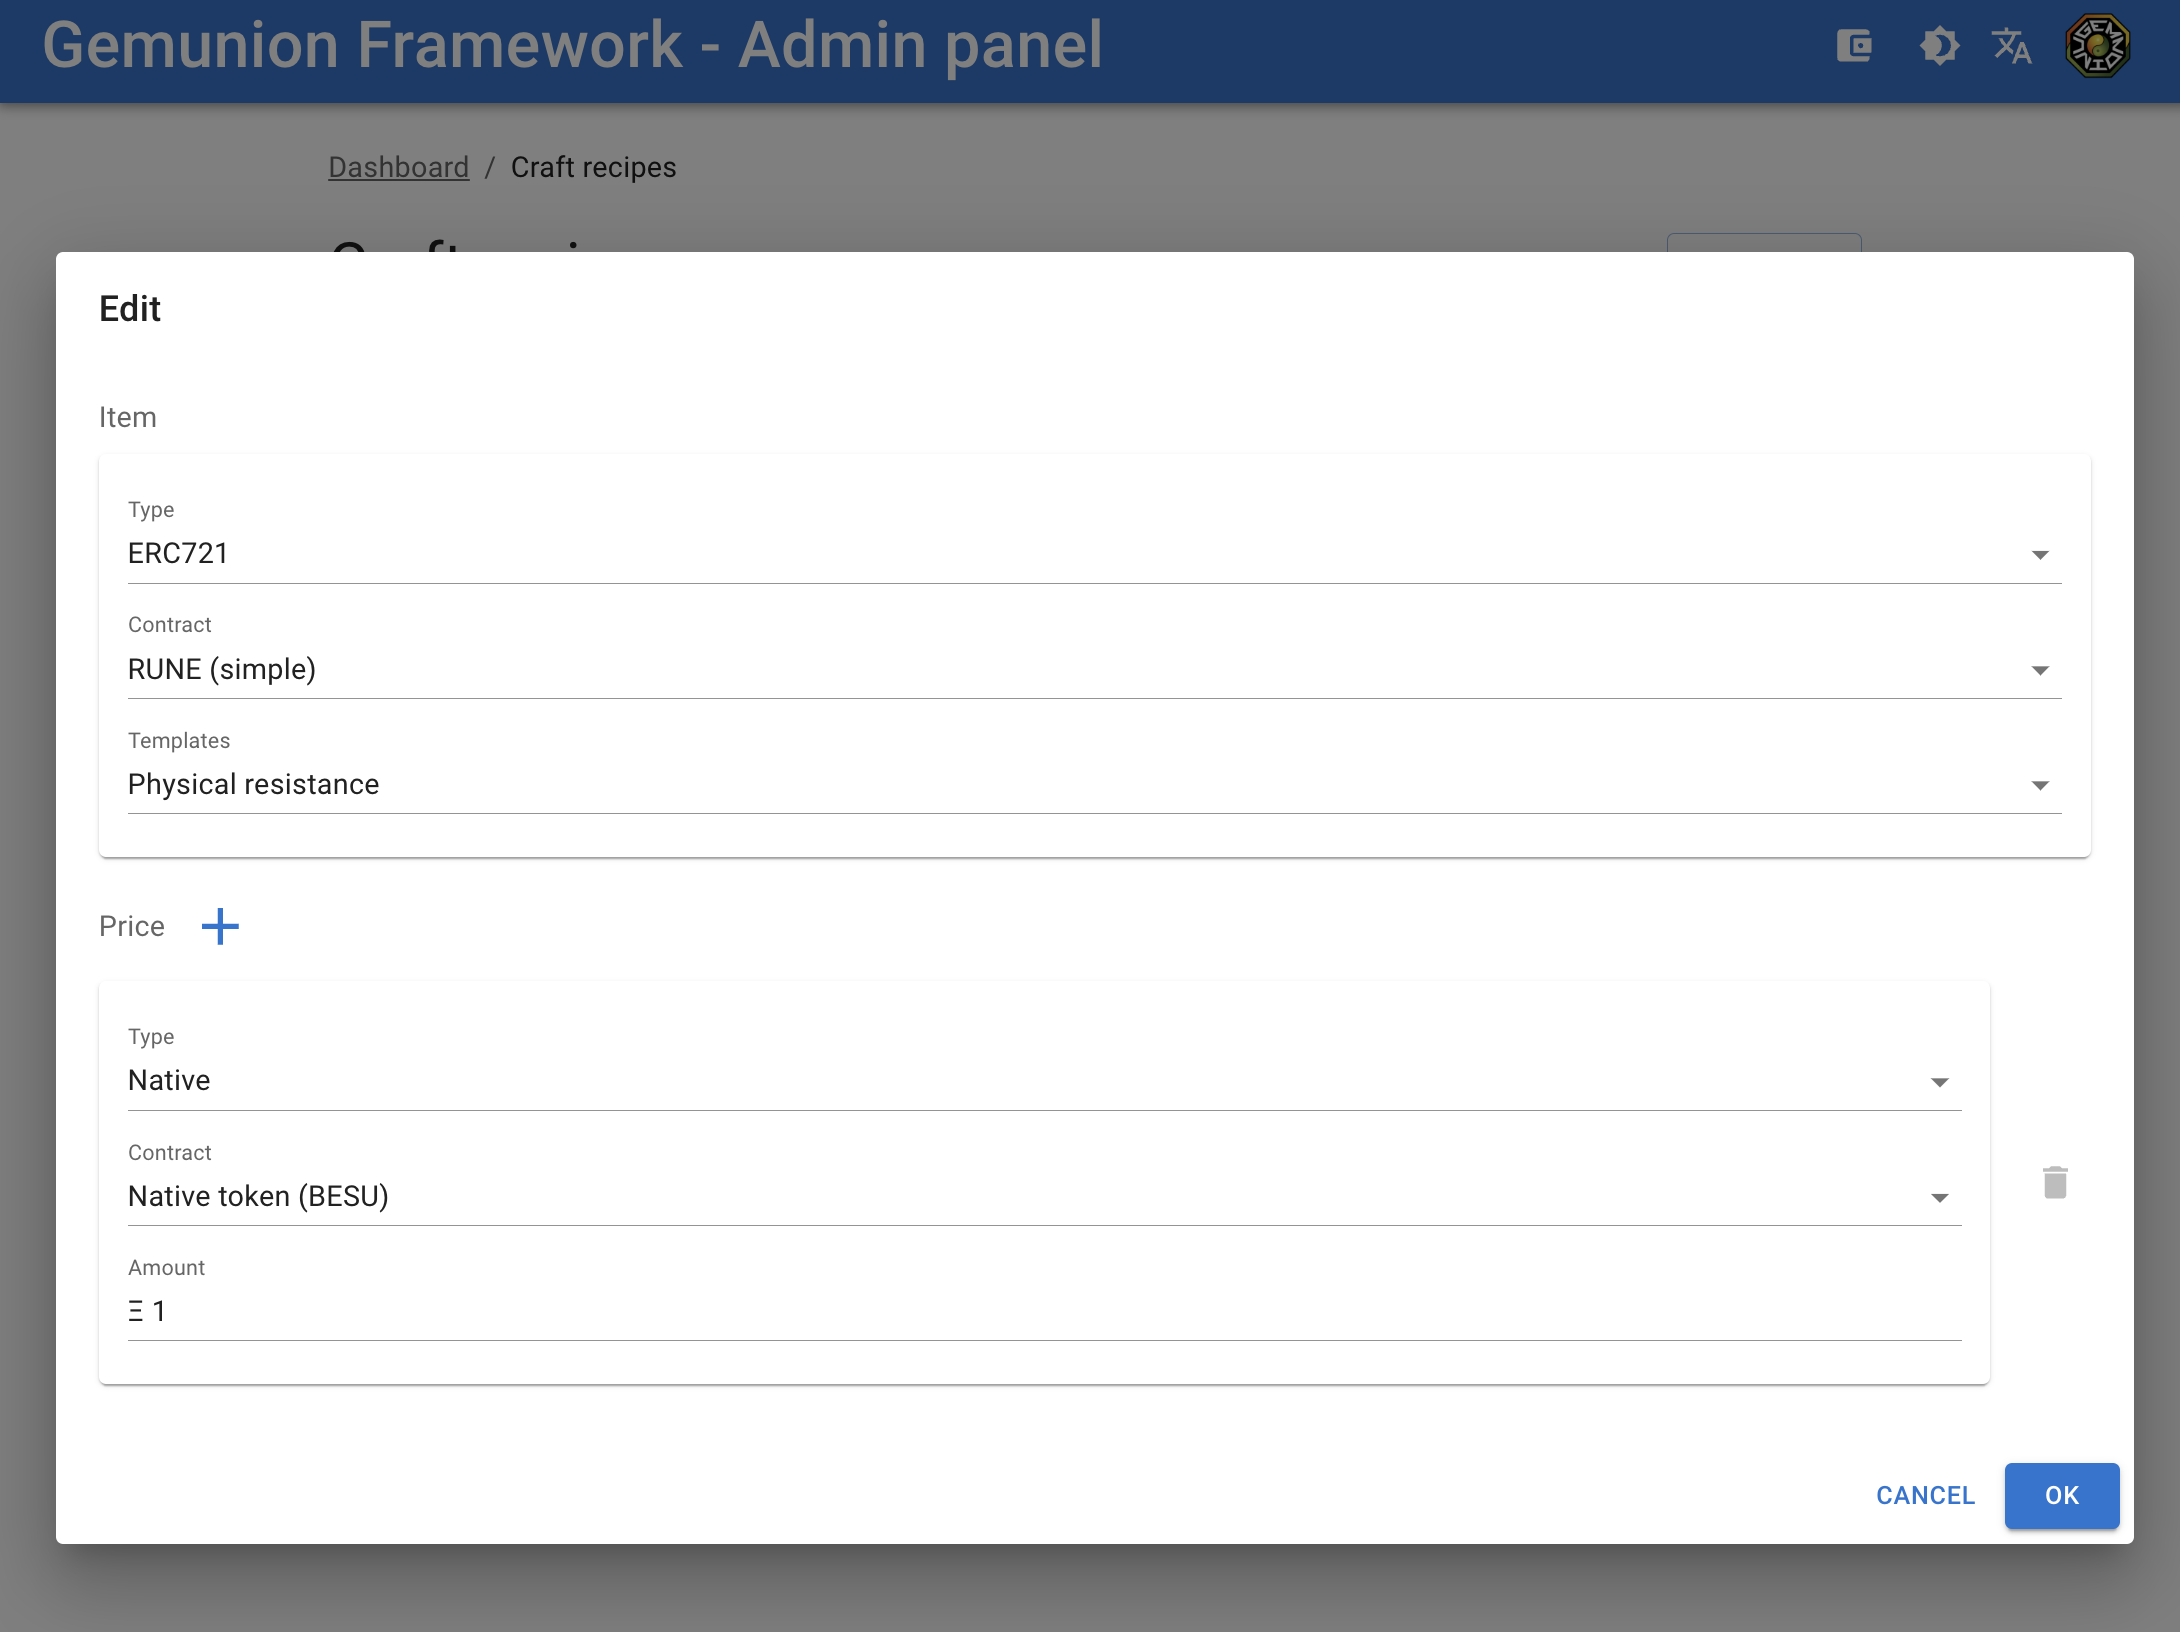 Gemunion Framework - Admin panel
Dashboard / Craft recipes
Edit
Item
Type
ERC721
Contract
RUNE (simple)
Templates
Physical resistance
Price
Type
Native
Contract
Native token (BESU)
Amount
Ξ 1
CANCEL OK